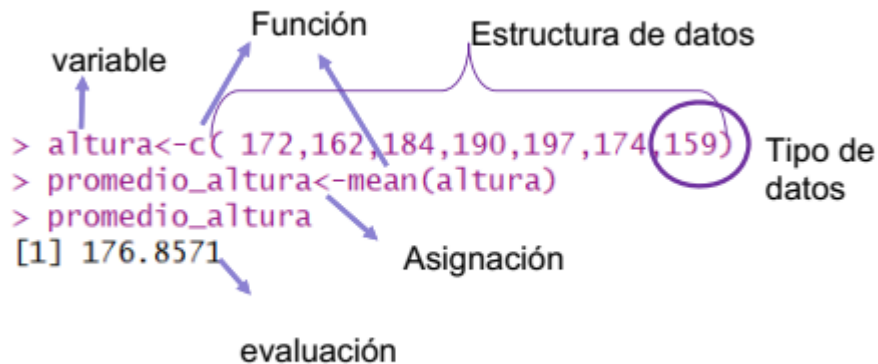 Función
Estructura de datos
variable
> altura<-c( 172,162,184,190,197,174,159)
Tipo de
datos
> promedio_altura<-mean(altura)
> promedio_altura
[1] 176.8571
Asignación
evaluación